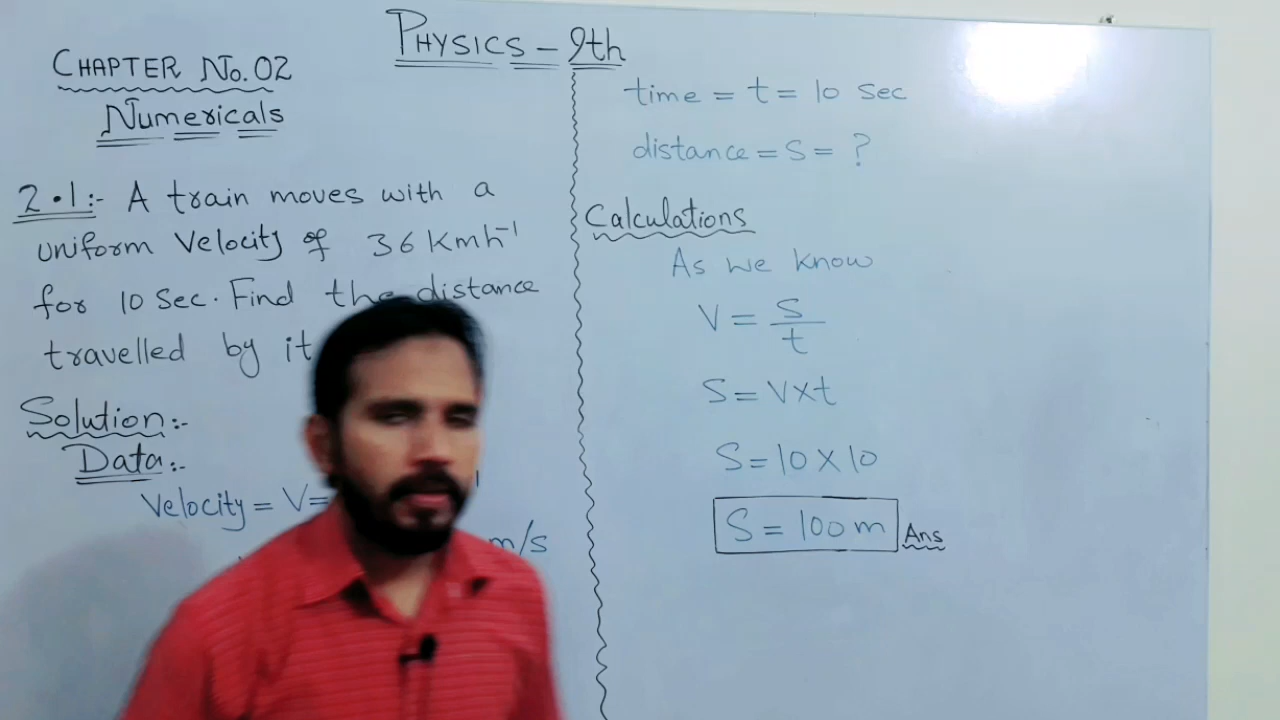 PHYSICS - 9th
CHAPTER No. 02
Numericals
2.1:- A train moves with a
uniform Velocity of 36 Kmh⁻¹
for 10 Sec. Find the distance
travelled by it
Solution:-
Data:-
Velocity = V =
m/s
time = t = 10 Sec
distance = S = ?
Calculations
As we know
V = S/t
S = V×t
S = 10 × 10
S = 100 m Ans